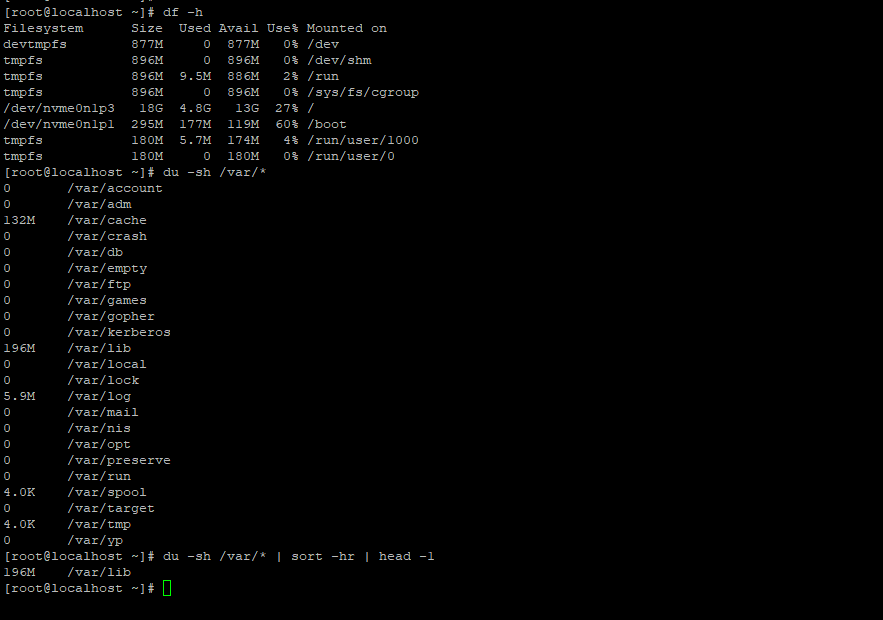 [root@localhost ~]# df -h
Filesystem      Size  Used Avail Use% Mounted on
devtmpfs        877M     0  877M   0% /dev
tmpfs           896M     0  896M   0% /dev/shm
tmpfs           896M  9.5M  886M   2% /run
tmpfs           896M     0  896M   0% /sys/fs/cgroup
/dev/nvme0n1p3   18G  4.8G   13G  27% /
/dev/nvme0n1p1  295M  177M  119M  60% /boot
tmpfs           180M  5.7M  174M   4% /run/user/1000
tmpfs           180M     0  180M   0% /run/user/0
[root@localhost ~]# du -sh /var/*
0       /var/account
0       /var/adm
132M    /var/cache
0       /var/crash
0       /var/db
0       /var/empty
0       /var/ftp
0       /var/games
0       /var/gopher
0       /var/kerberos
196M    /var/lib
0       /var/local
0       /var/lock
5.9M    /var/log
0       /var/mail
0       /var/nis
0       /var/opt
0       /var/preserve
0       /var/run
4.0K    /var/spool
0       /var/target
4.0K    /var/tmp
0       /var/yp
[root@localhost ~]# du -sh /var/* | sort -hr | head -1
196M    /var/lib
[root@localhost ~]#